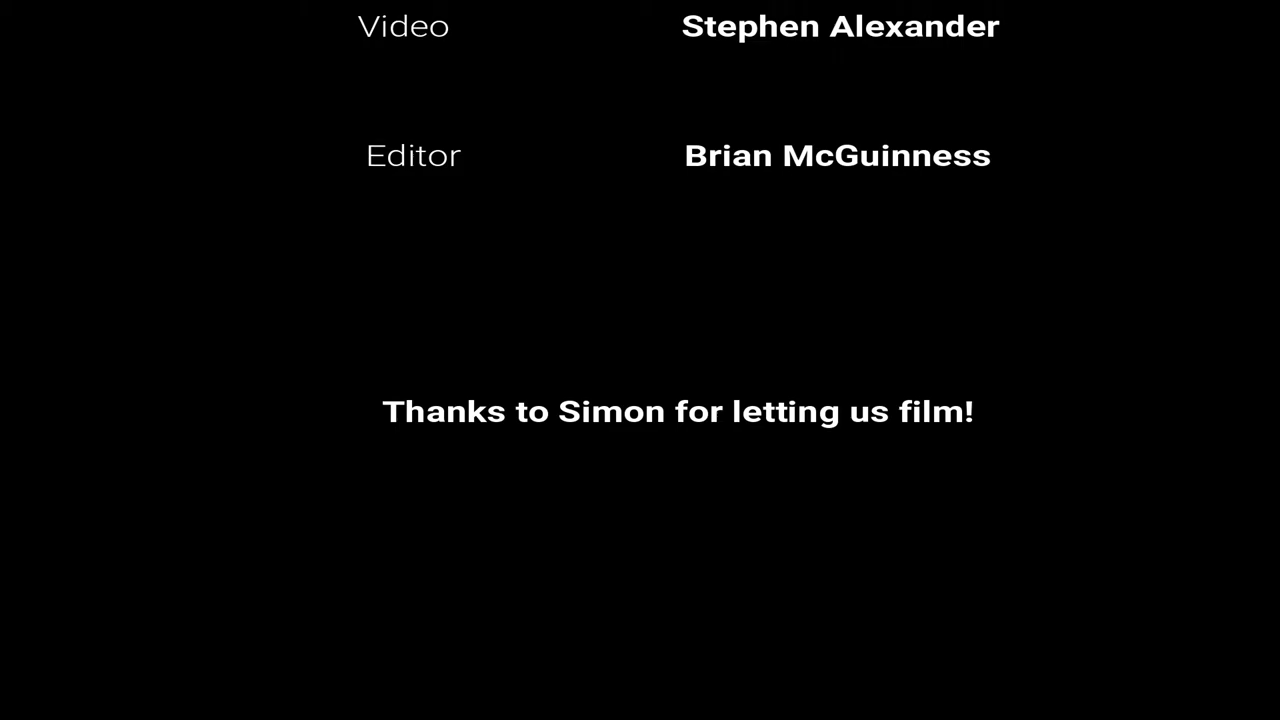 Video Stephen Alexander
Editor Brian McGuinness
Thanks to Simon for letting us film!